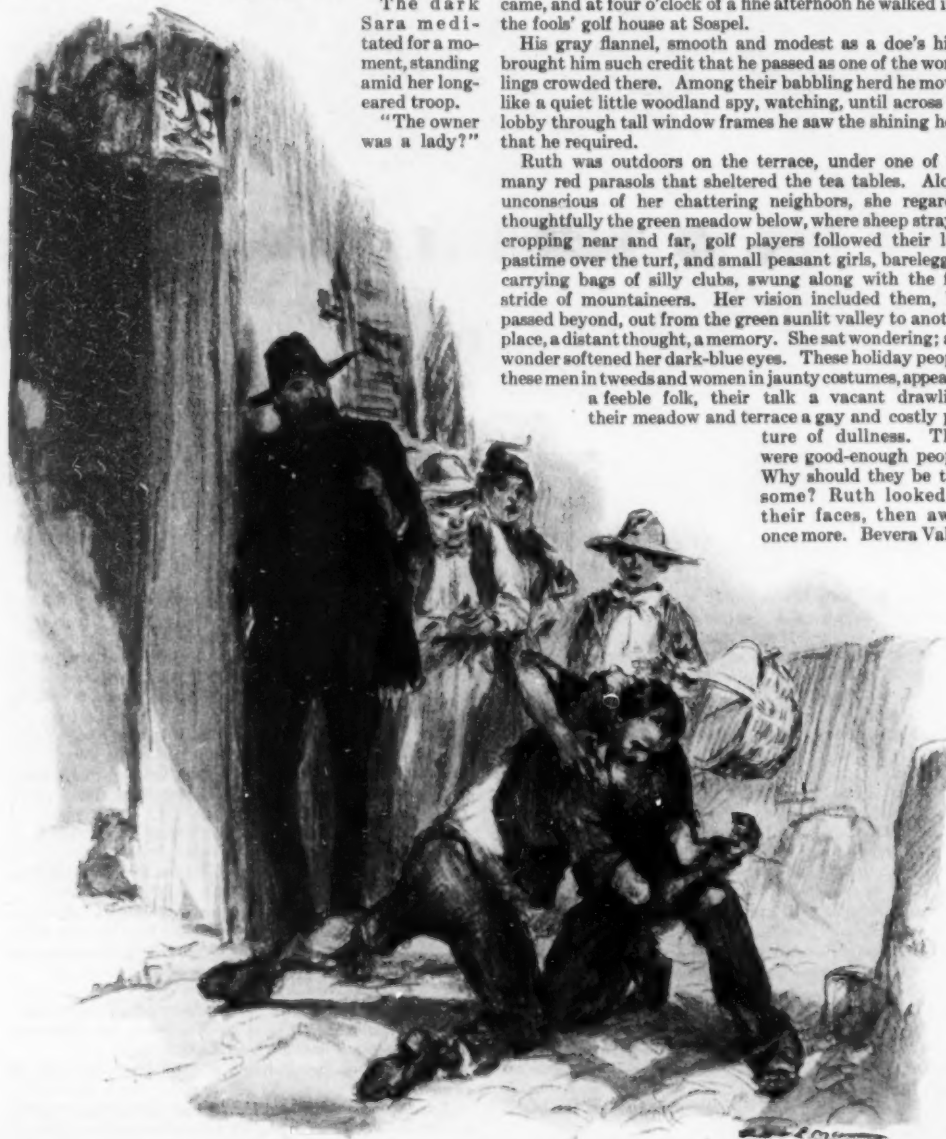 The dark
Sara medi-
tated for a mo-
ment, standing
amid her long-
eared troop.
"The owner
was a lady?"
came, and at four o'clock of a fine afternoon he walked i
the fools' golf house at Sospel.
His gray flannel, smooth and modest as a doe's hi
brought him such credit that he passed as one of the wor
lings crowded there. Among their babbling herd he mov
like a quiet little woodland spy, watching, until across
lobby through tall window frames he saw the shining he
that he required.
Ruth was outdoors on the terrace, under one of
many red parasols that sheltered the tea tables. Alo
unconscious of her chattering neighbors, she regar
thoughtfully the green meadow below, where sheep stray
cropping near and far, golf players followed their l
pastime over the turf, and small peasant girls, barelegg
carrying bags of silly clubs, swung along with the f
stride of mountaineers. Her vision included them,
passed beyond, out from the green sunlit valley to anot
place, a distant thought, a memory. She sat wondering; a
wonder softened her dark-blue eyes. These holiday peop
these men in tweeds and women in jaunty costumes, appea
a feeble folk, their talk a vacant drawli
their meadow and terrace a gay and costly p
ture of dullness. Th
were good-enough peop
Why should they be t
some? Ruth looked
their faces, then aw
once more. Bevera Val